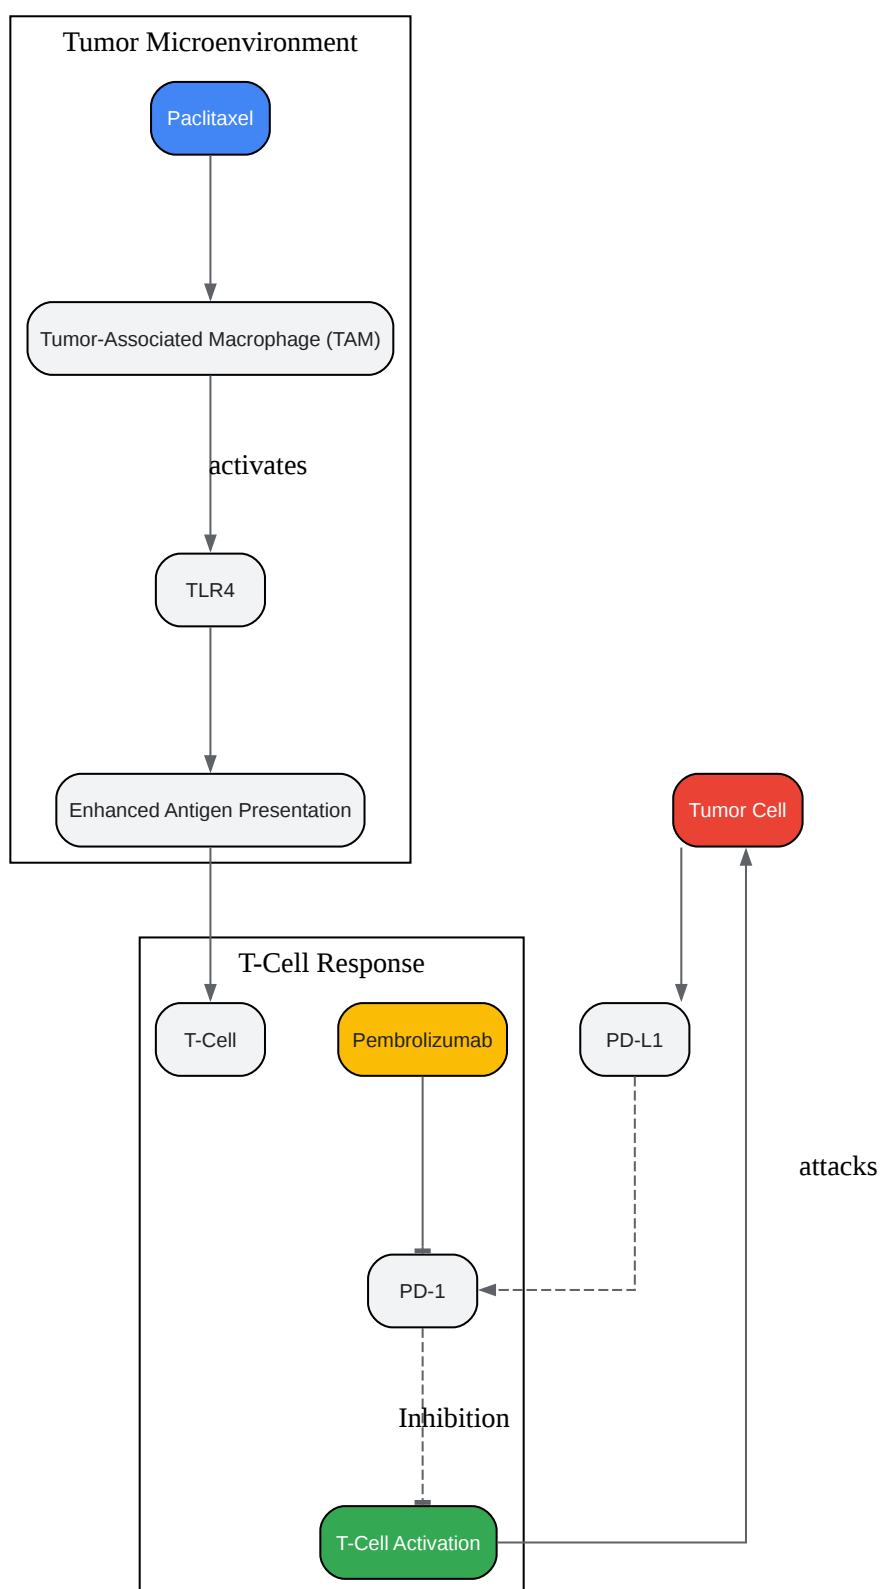 Tumor Microenvironment
Paclitaxel
Tumor-Associated Macrophage (TAM)
activates
TLR4
Enhanced Antigen Presentation
Tumor Cell
T-Cell Response
T-Cell
Pembrolizumab
PD-L1
attacks
PD-1
Inhibition
T-Cell Activation